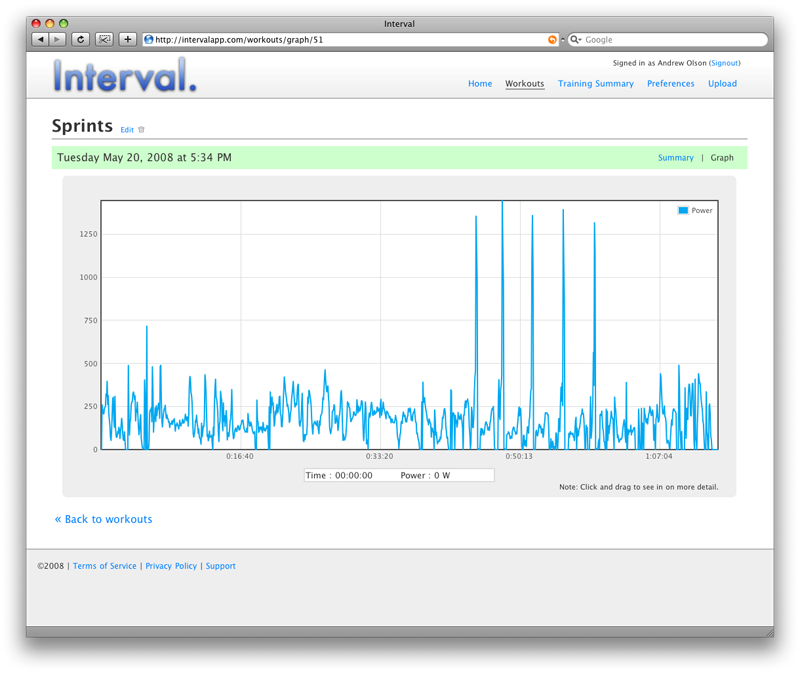 Interval
http://intervalapp.com/workouts/graph/51
Google
Interval.
Signed in as Andrew Olson (Signout)
Home Workouts Training Summary Preferences Upload
Sprints Edit
Tuesday May 20, 2008 at 5:34 PM
Summary | Graph
Power
1250
1000
750
500
250
0
0:16:40 0:33:20 0:50:13 1:07:04
Time : 00:00:00 Power : 0 W
Note: Click and drag to see in on more detail.
« Back to workouts
©2008 | Terms of Service | Privacy Policy | Support